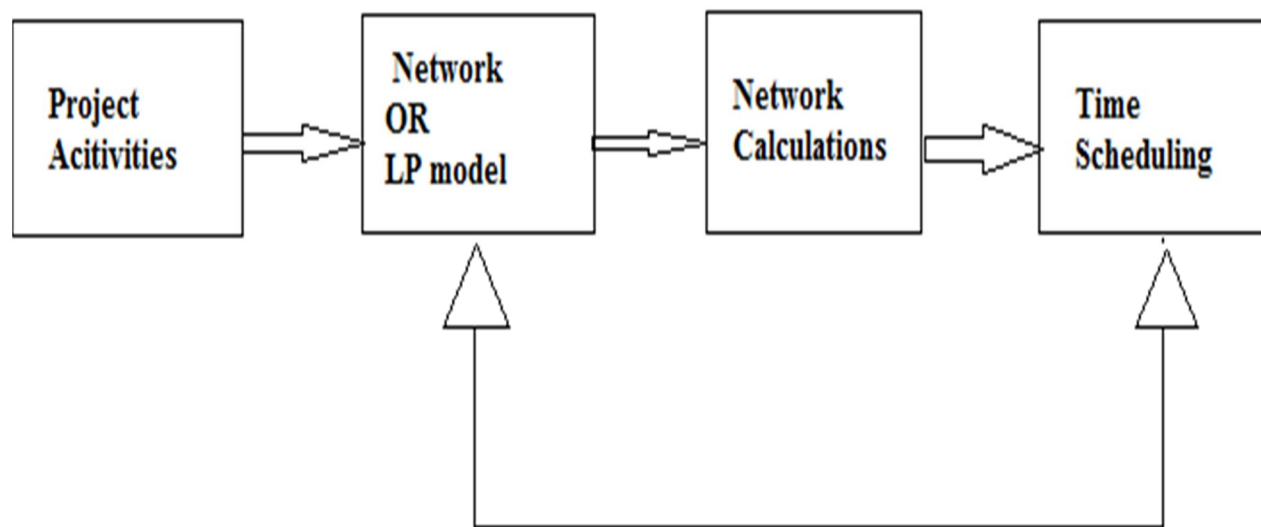 Project
Acitivities
Network
OR
LP model
Network
Calculations
Time
Scheduling